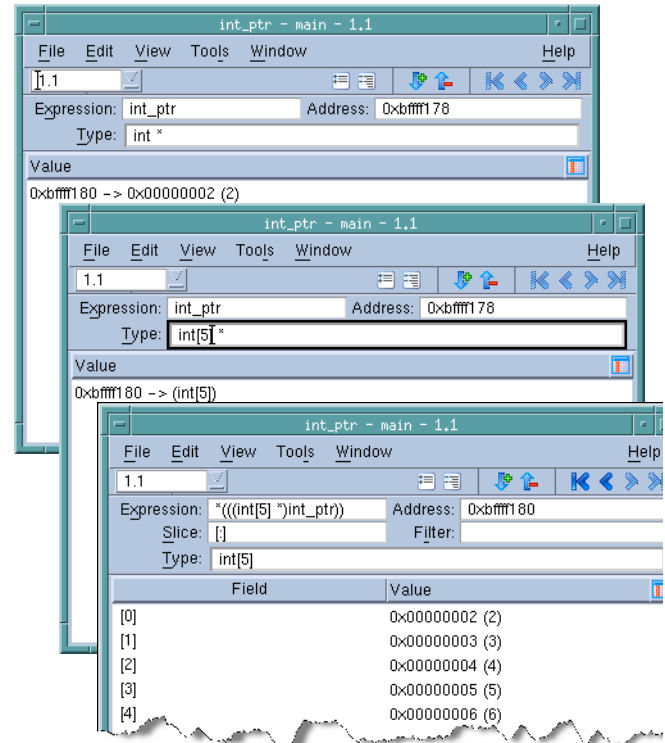 int_ptr - main - 1.1
File Edit View Tools Window Help
1.1
Expression: int_ptr Address: 0xbffff178
Type: int *
Value
0xbffff180 -> 0x00000002 (2)
int_ptr - main - 1.1
File Edit View Tools Window Help
1.1
Expression: int_ptr Address: 0xbffff178
Type: int[5] *
Value
0xbffff180 -> (int[5])
int_ptr - main - 1.1
File Edit View Tools Window Help
1.1
Expression: *(((int[5] *)int_ptr)) Address: 0xbffff180
Slice: [:] Filter:
Type: int[5]
Field Value
[0] 0x00000002 (2)
[1] 0x00000003 (3)
[2] 0x00000004 (4)
[3] 0x00000005 (5)
[4] 0x00000006 (6)